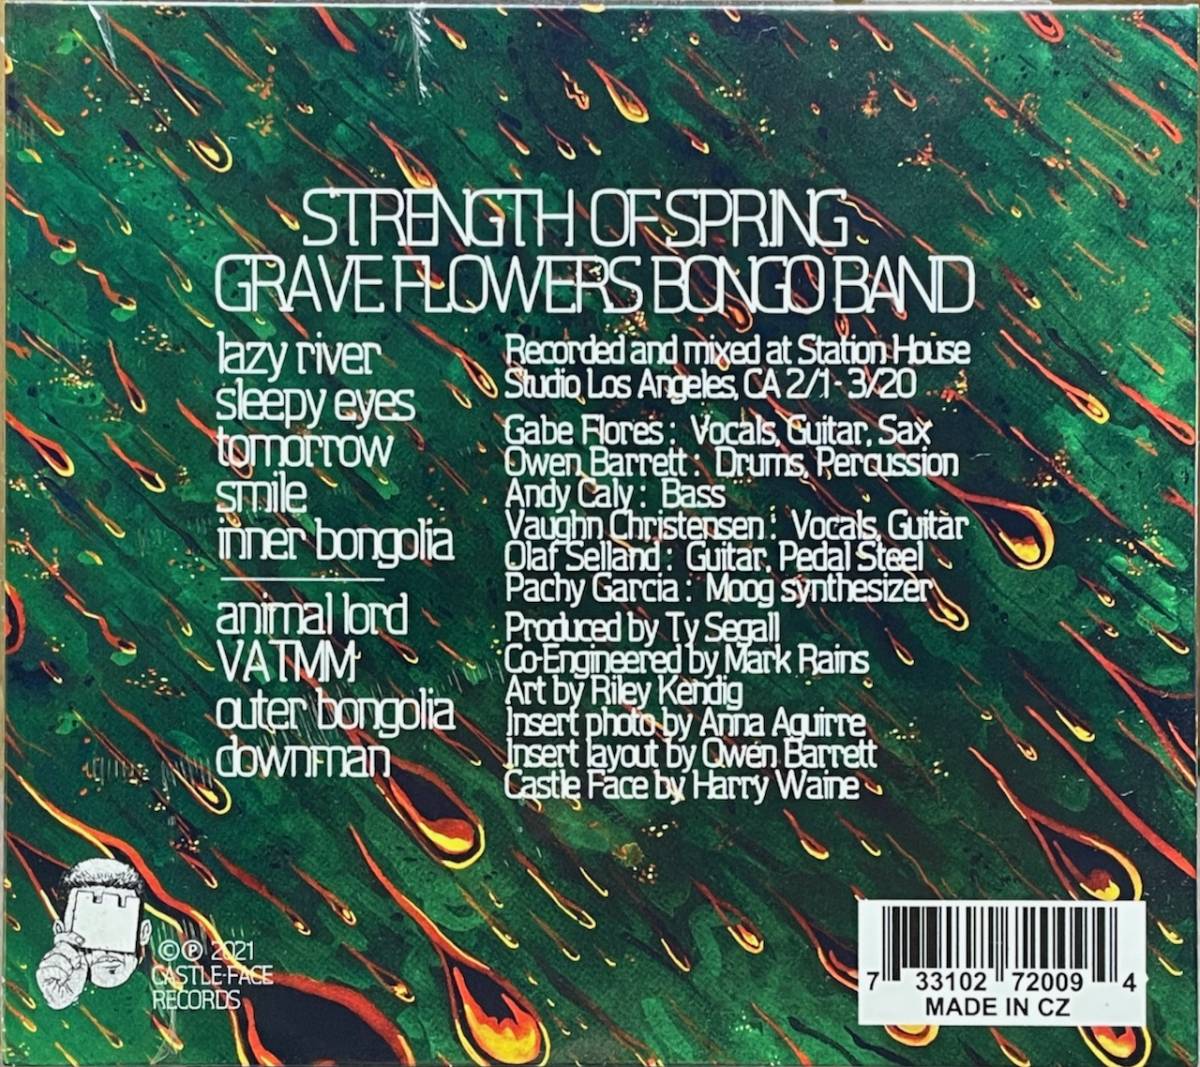 STRENGTH OF SPRING
GRAVE FLOWERS BONGO BAND
lazy river
sleepy eyes
tomorrow
smile
inner bongolia
animal lord
VATMM
outer bongolia
downman
Recorded and mixed at Station House
Studio, Los Angeles, CA 2/1 - 3/20
Gabe Flores : Vocals, Guitar, Sax
Owen Barrett : Drums, Percussion
Andy Caly : Bass
Vaughn Christensen : Vocals, Guitar
Olaf Selland : Guitar, Pedal Steel
Pachy Garcia : Moog synthesizer
Produced by Ty Segall
Co-Engineered by Mark Rains
Art by Riley Kendig
Insert photo by Anna Aguirre
Insert layout by Owen Barrett
Castle Face by Harry Waine
©℗ 2021
CASTLE-FACE
RECORDS
7 33102 72009 4
MADE IN CZ